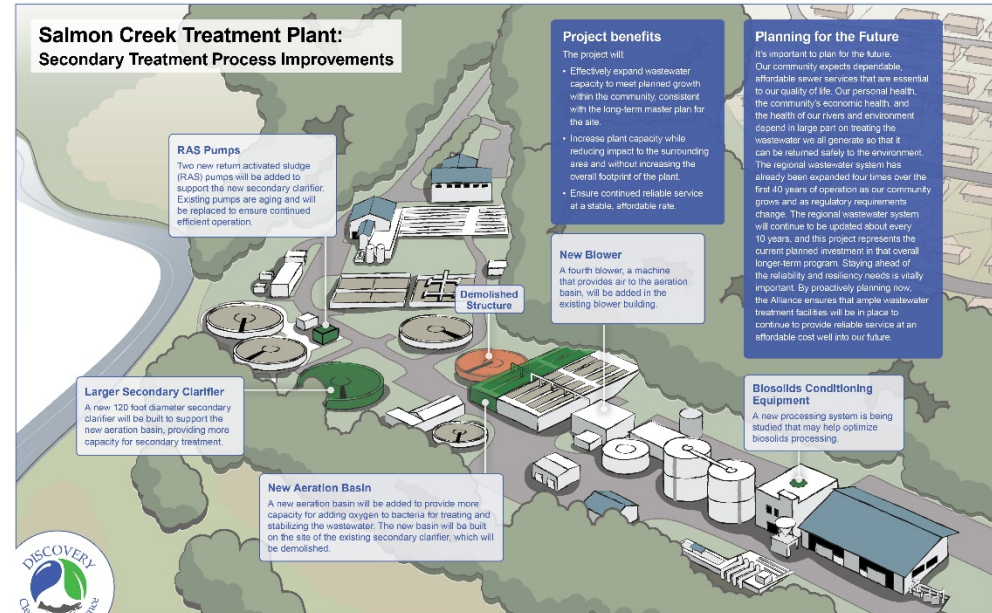 Salmon Creek Treatment Plant:
Secondary Treatment Process Improvements
RAS Pumps
Two new return activated sludge
(RAS) pumps will be added to
support the new secondary clarifier.
Existing pumps are aging and will
be replaced to ensure continued
efficient operation.
Project benefits
The project will:
• Effectively expand wastewater
capacity to meet planned growth
within the community, consistent
with the long-term master plan for
the site.
• Increase plant capacity while
reducing impact to the surrounding
area and without increasing the
overall footprint of the plant.
• Ensure continued reliable service
at a stable, affordable rate.
Planning for the Future
It's important to plan for the future.
Our community expects dependable,
affordable sewer services that are essential
to our quality of life. Our personal health,
the community's economic health, and
the health of our rivers and environment
depend in large part on treating the
wastewater we all generate so that it
can be returned safely to the environment.
The regional wastewater system has
already been expanded four times over the
first 40 years of operation as our community
grows and as regulatory requirements
change. The regional wastewater system
will continue to be updated about every
10 years, and this project represents the
current planned investment in that overall
longer-term program. Staying ahead of
the reliability and resiliency needs is vitally
important. By proactively planning now,
the Alliance ensures that ample wastewater
treatment facilities will be in place to
continue to provide reliable service at an
affordable cost well into our future.
New Blower
A fourth blower, a machine
that provides air to the aeration
basin, will be added in the
existing blower building.
Demolished
Structure
Larger Secondary Clarifier
A new 120 foot diameter secondary
clarifier will be built to support the
new aeration basin, providing more
capacity for secondary treatment.
Biosolids Conditioning
Equipment
A new processing system is being
studied that may help optimize
biosolids processing.
New Aeration Basin
A new aeration basin will be added to provide more
capacity for adding oxygen to bacteria for treating and
stabilizing the wastewater. The new basin will be built
on the site of the existing secondary clarifier, which will
be demolished.
DISCOVERY